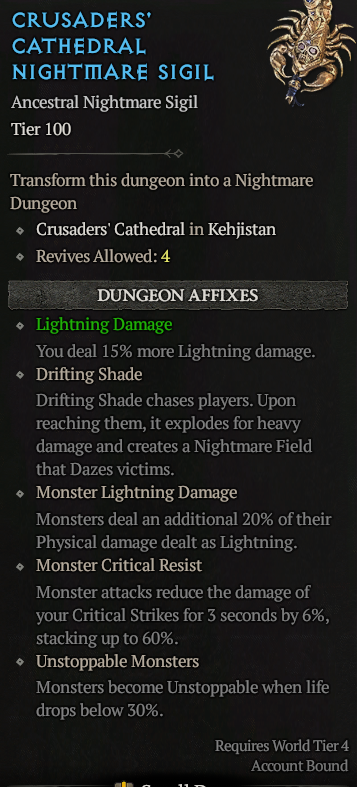 CRUSADERS'
CATHEDRAL
NIGHTMARE SIGIL
Ancestral Nightmare Sigil
Tier 100
Transform this dungeon into a Nightmare
Dungeon
Crusaders' Cathedral in Kehjistan
Revives Allowed: 4
DUNGEON AFFIXES
Lightning Damage
You deal 15% more Lightning damage.
Drifting Shade
Drifting Shade chases players. Upon
reaching them, it explodes for heavy
damage and creates a Nightmare Field
that Dazes victims.
Monster Lightning Damage
Monsters deal an additional 20% of their
Physical damage dealt as Lightning.
Monster Critical Resist
Monster attacks reduce the damage of
your Critical Strikes for 3 seconds by 6%,
stacking up to 60%.
Unstoppable Monsters
Monsters become Unstoppable when life
drops below 30%.
Requires World Tier 4
Account Bound